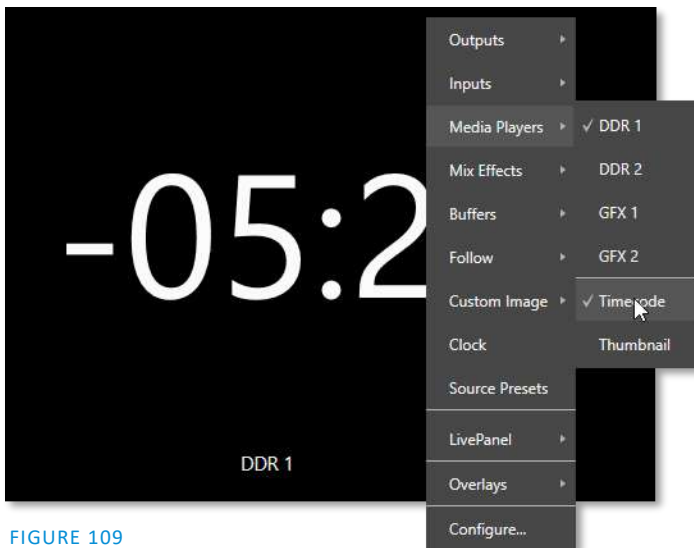 -05:2
DDR 1
Outputs
Inputs
Media Players
Mix Effects
Buffers
Follow
Custom Image
Clock
Source Presets
LivePanel
Overlays
Configure...
✓ DDR 1
DDR 2
GFX 1
GFX 2
✓ Timecode
Thumbnail
FIGURE 109